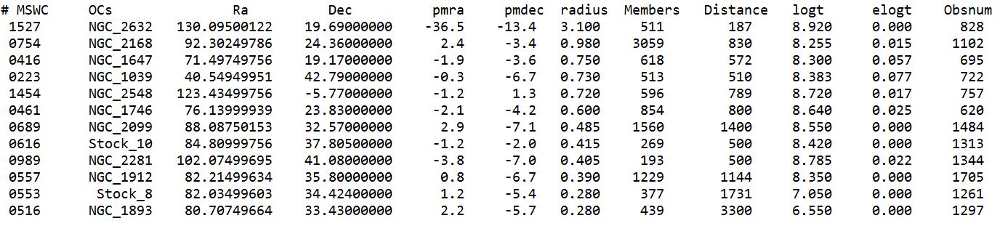 # MSWC OCs Ra Dec pmra pmdec radius Members Distance logt elogt Obsnum
1527 NGC_2632 130.09500122 19.69000000 -36.5 -13.4 3.100 511 187 8.920 0.000 828
0754 NGC_2168 92.30249786 24.36000000 2.4 -3.4 0.980 3059 830 8.255 0.015 1102
0416 NGC_1647 71.49749756 19.17000000 -1.9 -3.6 0.750 618 572 8.300 0.057 695
0223 NGC_1039 40.54949951 42.79000000 -0.3 -6.7 0.730 513 510 8.383 0.077 722
1454 NGC_2548 123.43499756 -5.77000000 -1.2 1.3 0.720 596 789 8.720 0.017 757
0461 NGC_1746 76.13999939 23.83000000 -2.1 -4.2 0.600 854 800 8.640 0.025 620
0689 NGC_2099 88.08750153 32.57000000 2.9 -7.1 0.485 1560 1400 8.550 0.000 1484
0616 Stock_10 84.80999756 37.80500000 -1.2 -2.0 0.415 269 500 8.420 0.000 1313
0989 NGC_2281 102.07499695 41.08000000 -3.8 -7.0 0.405 193 500 8.785 0.022 1344
0557 NGC_1912 82.21499634 35.80000000 0.8 -6.7 0.390 1229 1144 8.350 0.000 1705
0553 Stock_8 82.03499603 34.42400000 1.2 -5.4 0.280 377 1731 7.050 0.000 1261
0516 NGC_1893 80.70749664 33.43000000 2.2 -5.7 0.280 439 3300 6.550 0.000 1297